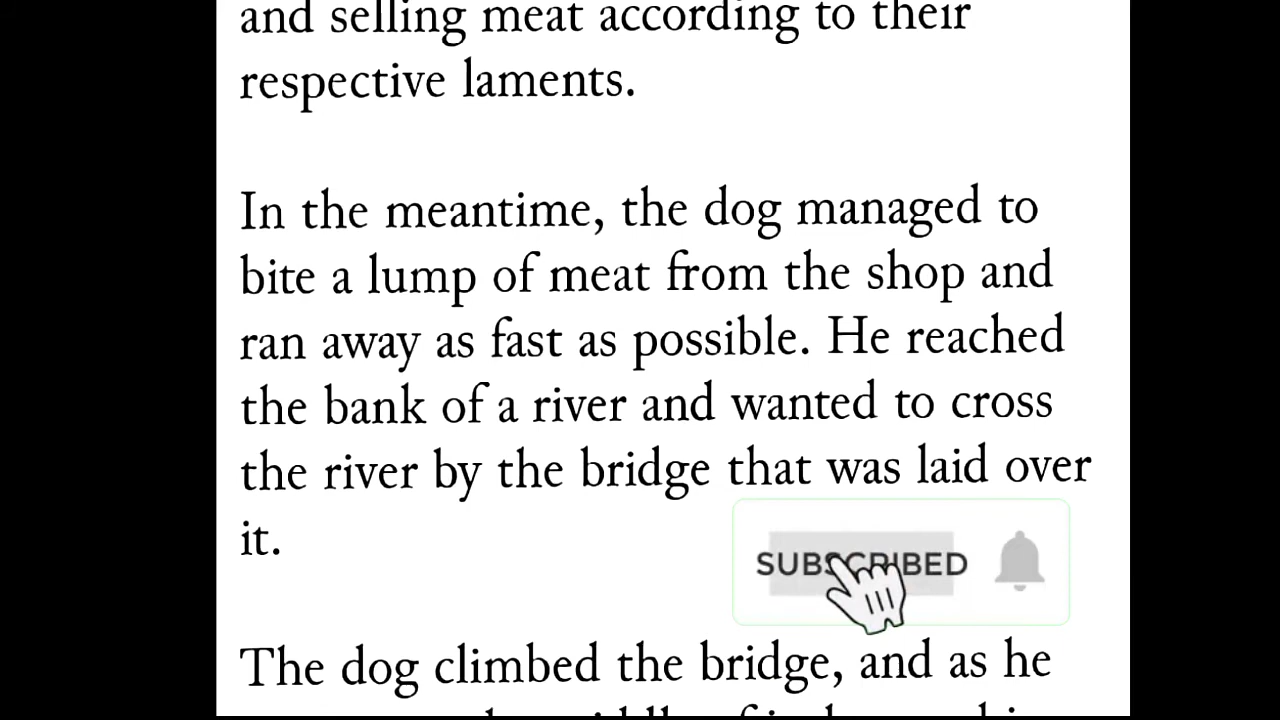 and selling meat according to their
respective laments.
In the meantime, the dog managed to
bite a lump of meat from the shop and
ran away as fast as possible. He reached
the bank of a river and wanted to cross
the river by the bridge that was laid over
it.
SUBSCRIBED
The dog climbed the bridge, and as he